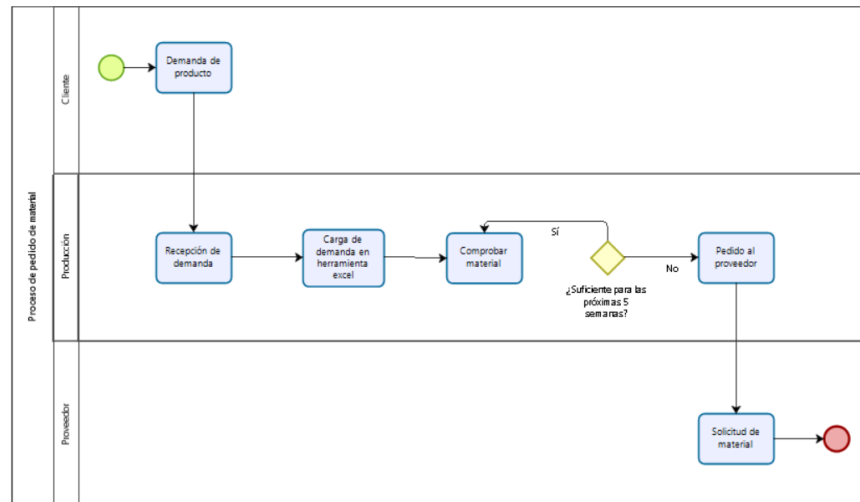 Proceso de pedido de material
Cliente
Demanda de
producto
Producción
Recepción de
demanda
Carga de
demanda en
herramienta
excel
Comprobar
material
Sí
¿Suficiente para las
próximas 5
semanas?
No
Pedido al
proveedor
Proveedor
Solicitud de
material